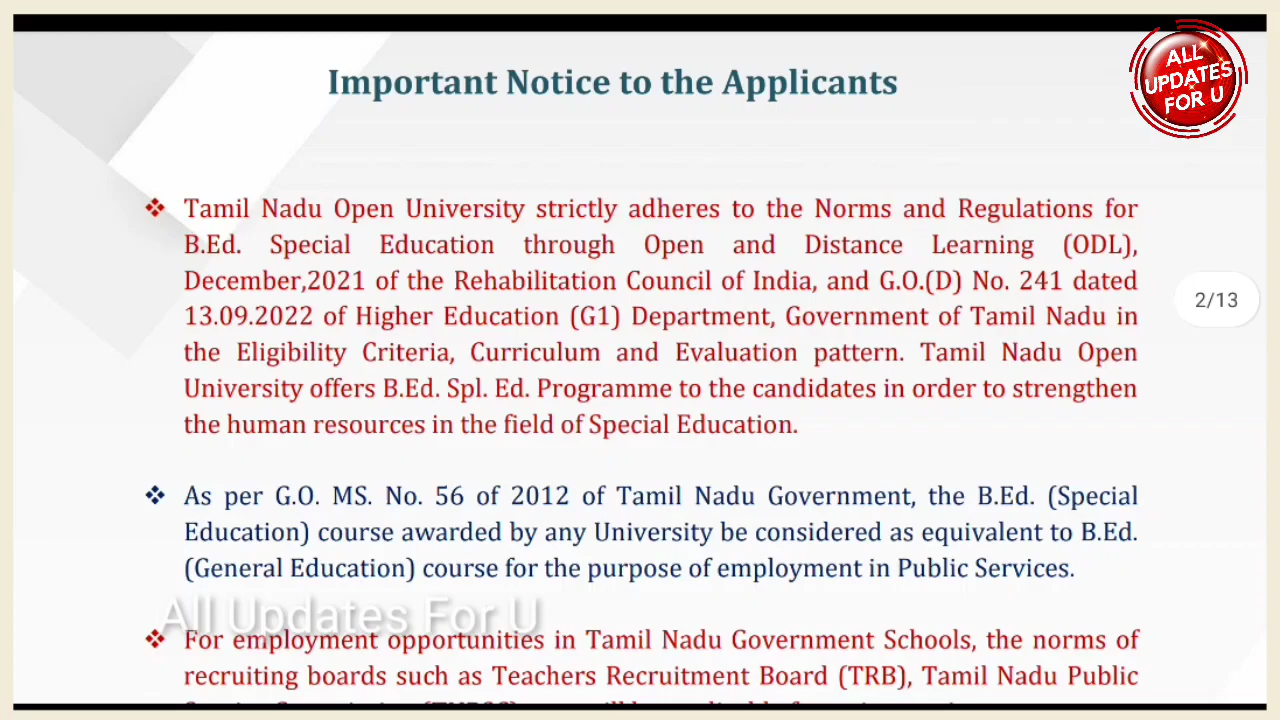 Important Notice to the Applicants
ALL
UPDATES
FOR U
❖ Tamil Nadu Open University strictly adheres to the Norms and Regulations for
B.Ed. Special Education through Open and Distance Learning (ODL),
December,2021 of the Rehabilitation Council of India, and G.O.(D) No. 241 dated
13.09.2022 of Higher Education (G1) Department, Government of Tamil Nadu in
the Eligibility Criteria, Curriculum and Evaluation pattern. Tamil Nadu Open
University offers B.Ed. Spl. Ed. Programme to the candidates in order to strengthen
the human resources in the field of Special Education.
2/13
❖ As per G.O. MS. No. 56 of 2012 of Tamil Nadu Government, the B.Ed. (Special
Education) course awarded by any University be considered as equivalent to B.Ed.
(General Education) course for the purpose of employment in Public Services.
All Updates For U
❖ For employment opportunities in Tamil Nadu Government Schools, the norms of
recruiting boards such as Teachers Recruitment Board (TRB), Tamil Nadu Public